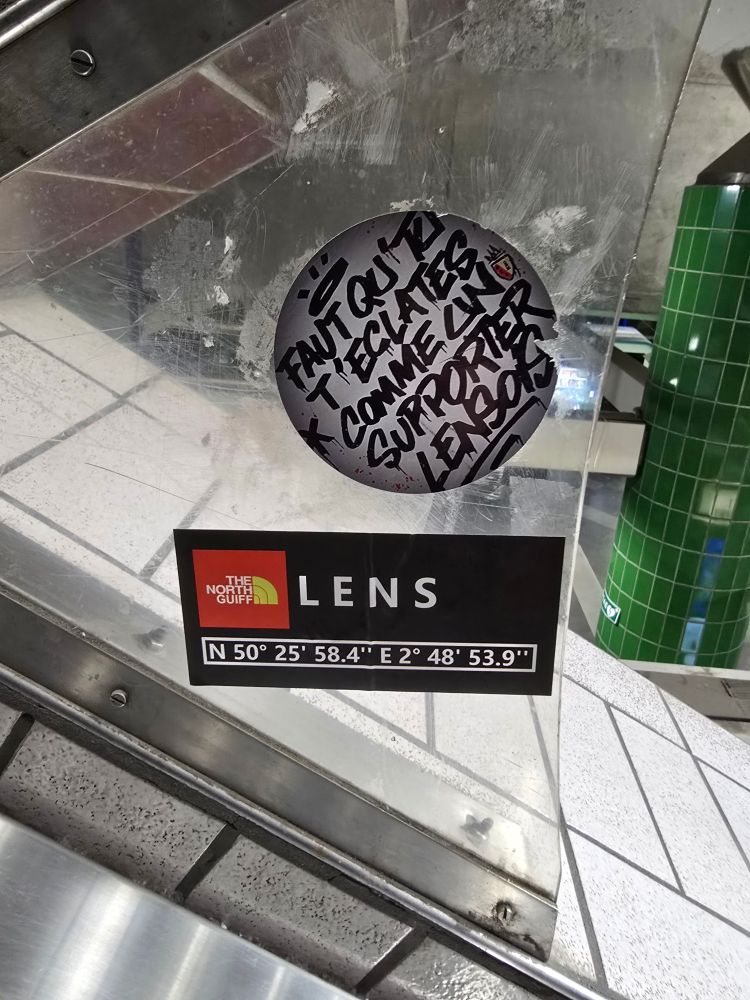 Ô
FAUT QU'TU
T'ECLATES
COMME UN
SUPPORTER
LENSOIS
THE
NORTH
GUIFF
LENS
N 50° 25' 58.4'' E 2° 48' 53.9''